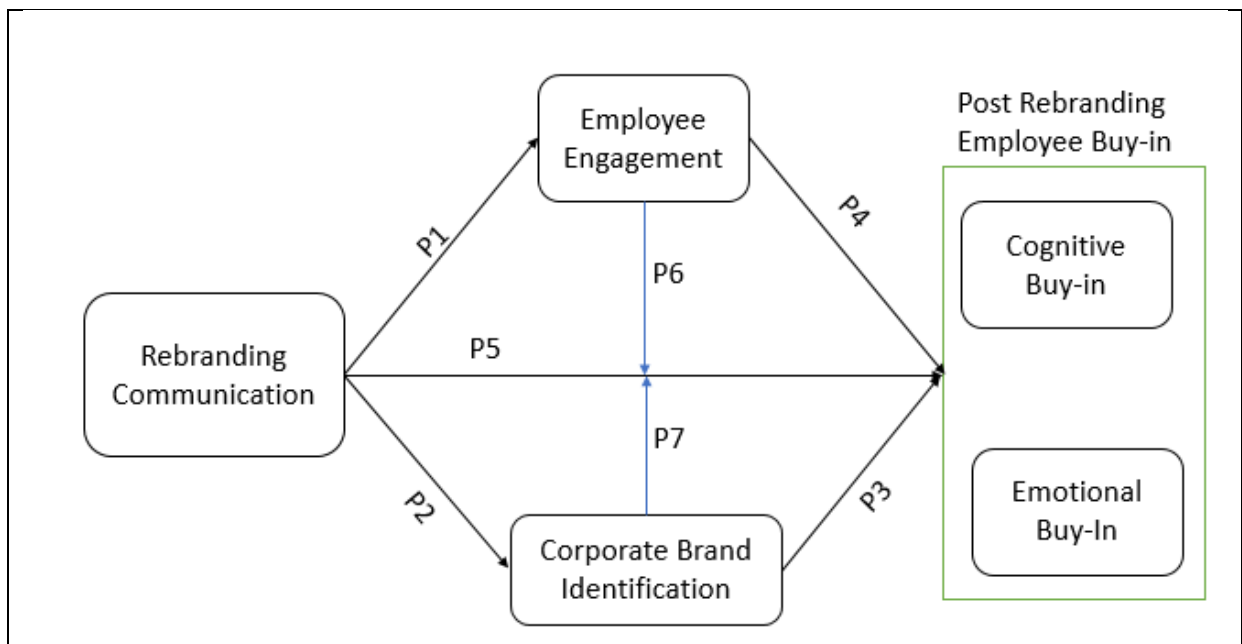 Employee
Engagement
Post Rebranding
Employee Buy-in
P1
P4
Cognitive
Buy-in
P6
P5
Rebranding
Communication
P7
P2
P3
Emotional
Buy-In
Corporate Brand
Identification